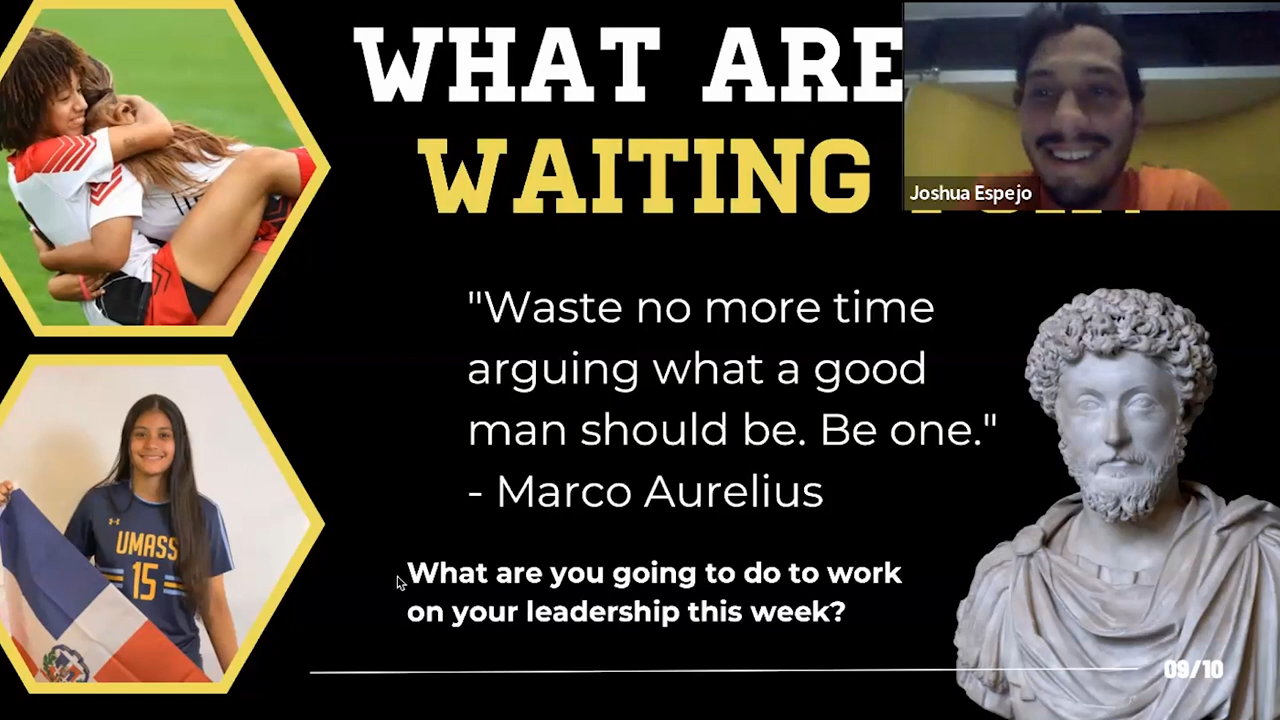 WHAT ARE
WAITING
Joshua Espejo
"Waste no more time
arguing what a good
man should be. Be one."
- Marco Aurelius
UMASS
15
What are you going to do to work
on your leadership this week?
09/10